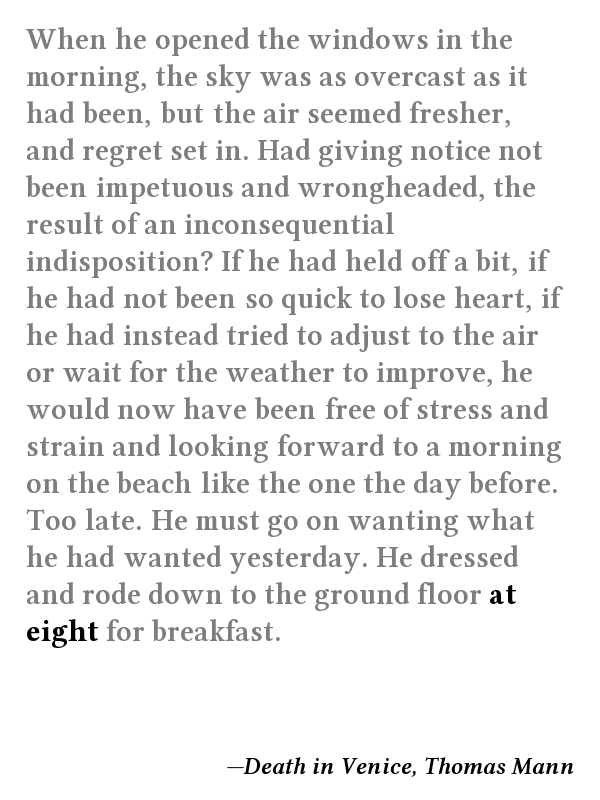 When he opened the windows in the
morning, the sky was as overcast as it
had been, but the air seemed fresher,
and regret set in. Had giving notice not
been impetuous and wrongheaded, the
result of an inconsequential
indisposition? If he had held off a bit, if
he had not been so quick to lose heart, if
he had instead tried to adjust to the air
or wait for the weather to improve, he
would now have been free of stress and
strain and looking forward to a morning
on the beach like the one the day before.
Too late. He must go on wanting what
he had wanted yesterday. He dressed
and rode down to the ground floor at
eight for breakfast.
—Death in Venice, Thomas Mann